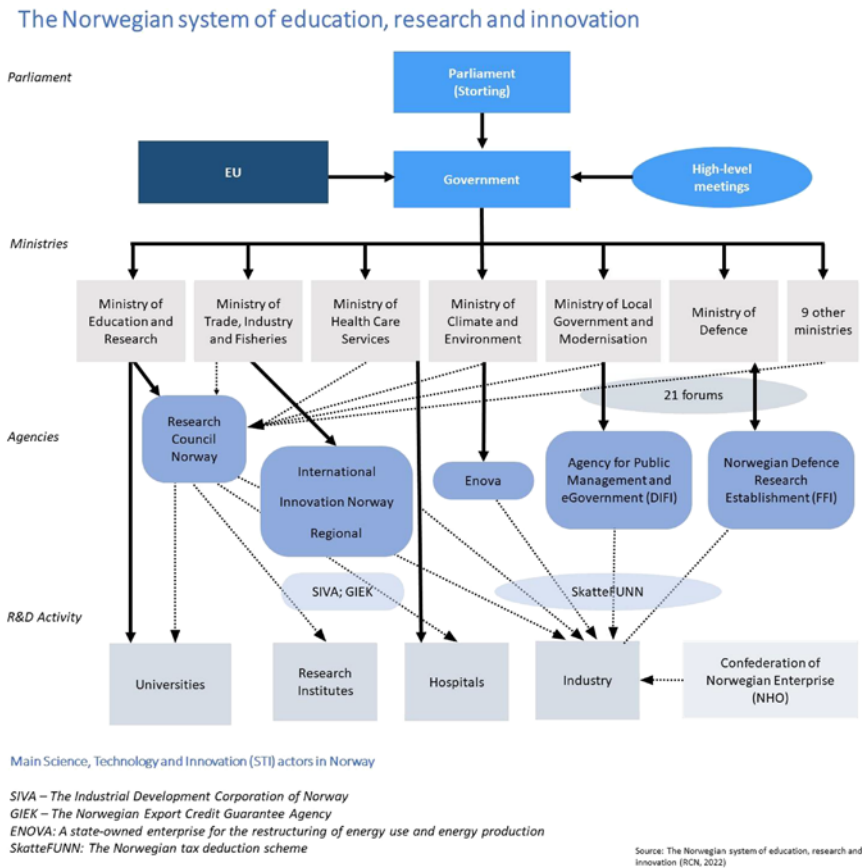 The Norwegian system of education, research and innovation
Parliament
Parliament
(Storting)
EU
Government
High-level
meetings
Ministries
Ministry of
Education and
Research
Ministry of
Trade, Industry
and Fisheries
Ministry of
Health Care
Services
Ministry of
Climate and
Environment
Ministry of Local
Government and
Modernisation
Ministry of
Defence
9 other
ministries
21 forums
Agencies
Research
Council
Norway
International
Innovation Norway
Regional
Enova
Agency for Public
Management and
eGovernment (DIFI)
Norwegian Defence
Research
Establishment (FFI)
SIVA; GIEK
SkatteFUNN
R&D Activity
Universities
Research
Institutes
Hospitals
Industry
Confederation of
Norwegian Enterprise
(NHO)
Main Science, Technology and Innovation (STI) actors in Norway
SIVA – The Industrial Development Corporation of Norway
GIEK – The Norwegian Export Credit Guarantee Agency
ENOVA: A state-owned enterprise for the restructuring of energy use and energy production
SkatteFUNN: The Norwegian tax deduction scheme
Source: The Norwegian system of education, research and
innovation (RCN, 2022)